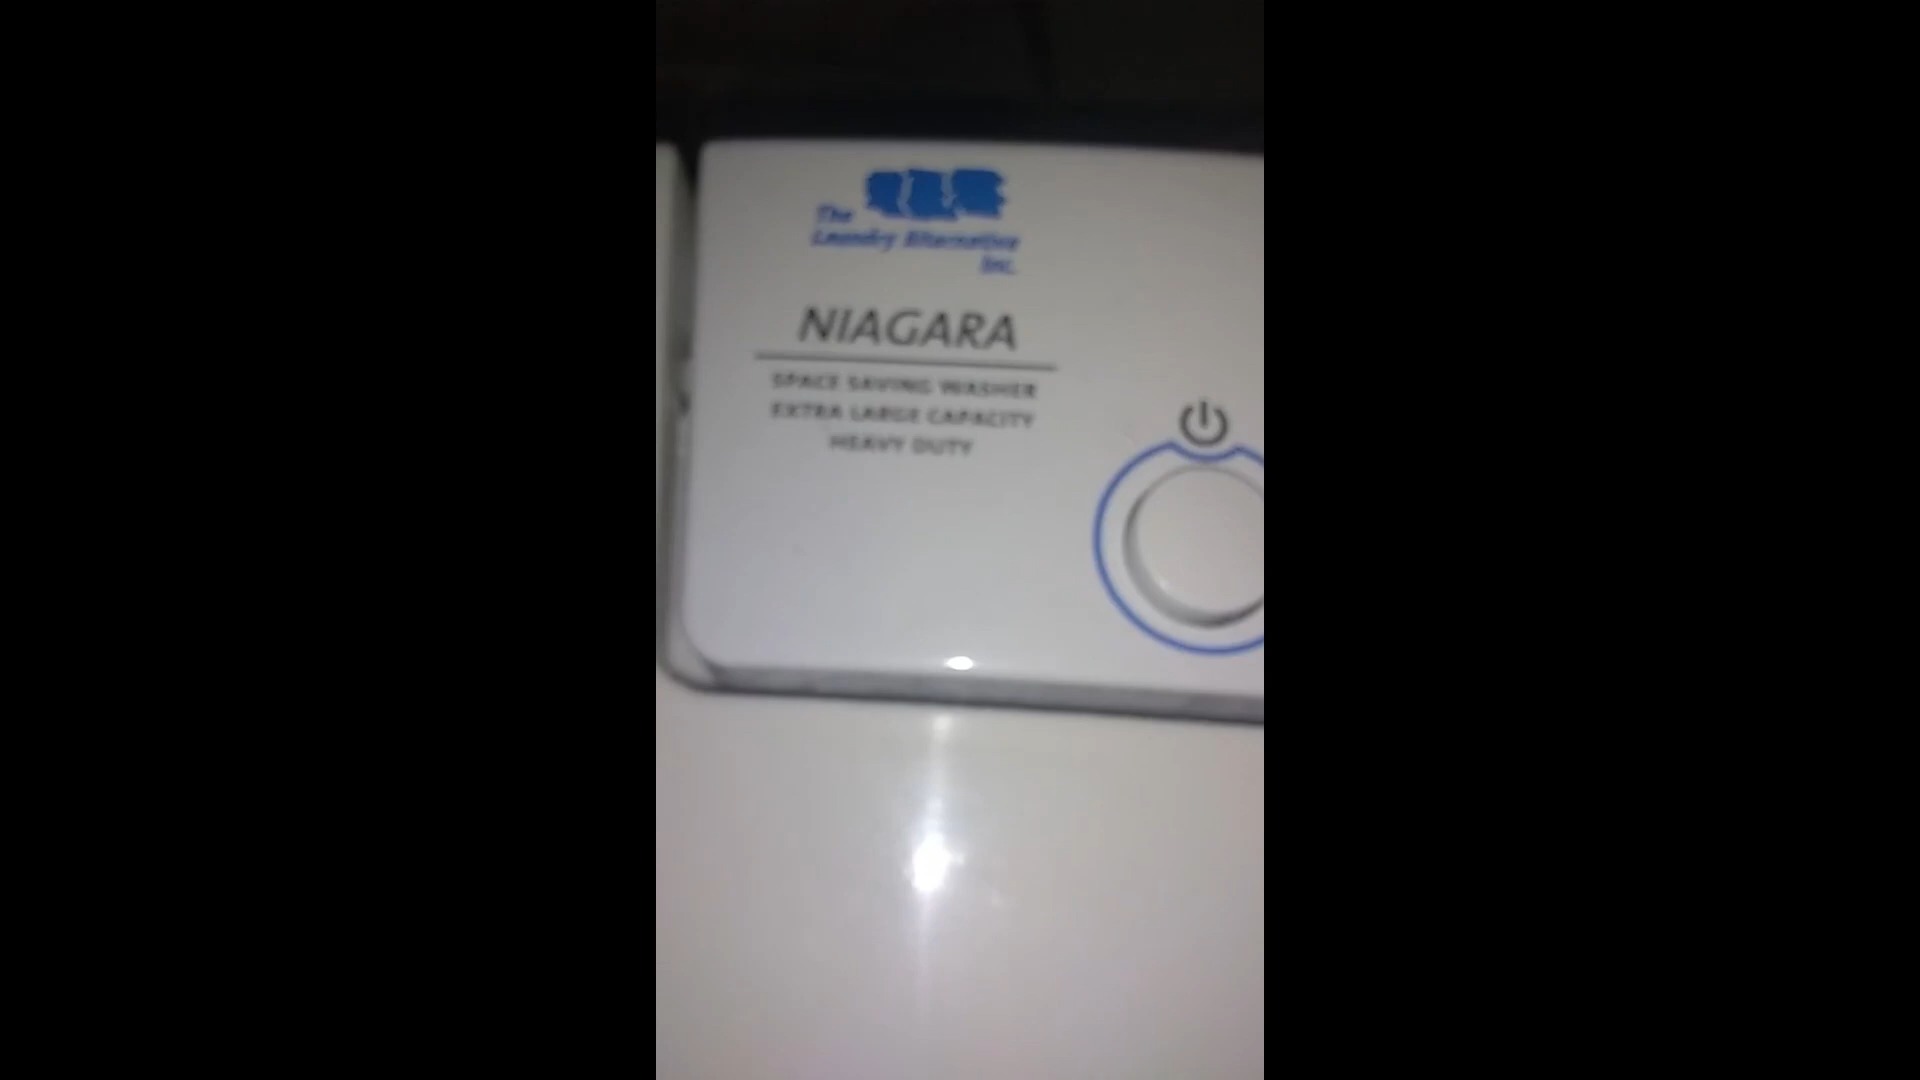 The
Laundry Alternative
Inc.
NIAGARA
SPACE SAVING WASHER
EXTRA LARGE CAPACITY
HEAVY DUTY